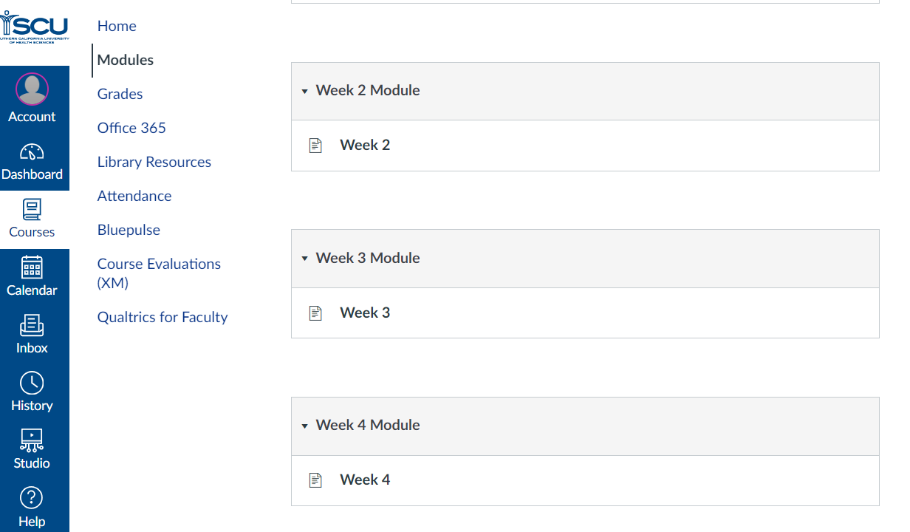 SCU
SOUTHERN CALIFORNIA UNIVERSITY
OF HEALTH SCIENCES
Account
Dashboard
Courses
Calendar
Inbox
History
Studio
Help
Home
Modules
Grades
Office 365
Library Resources
Attendance
Bluepulse
Course Evaluations
(XM)
Qualtrics for Faculty
Week 2 Module
Week 2
Week 3 Module
Week 3
Week 4 Module
Week 4